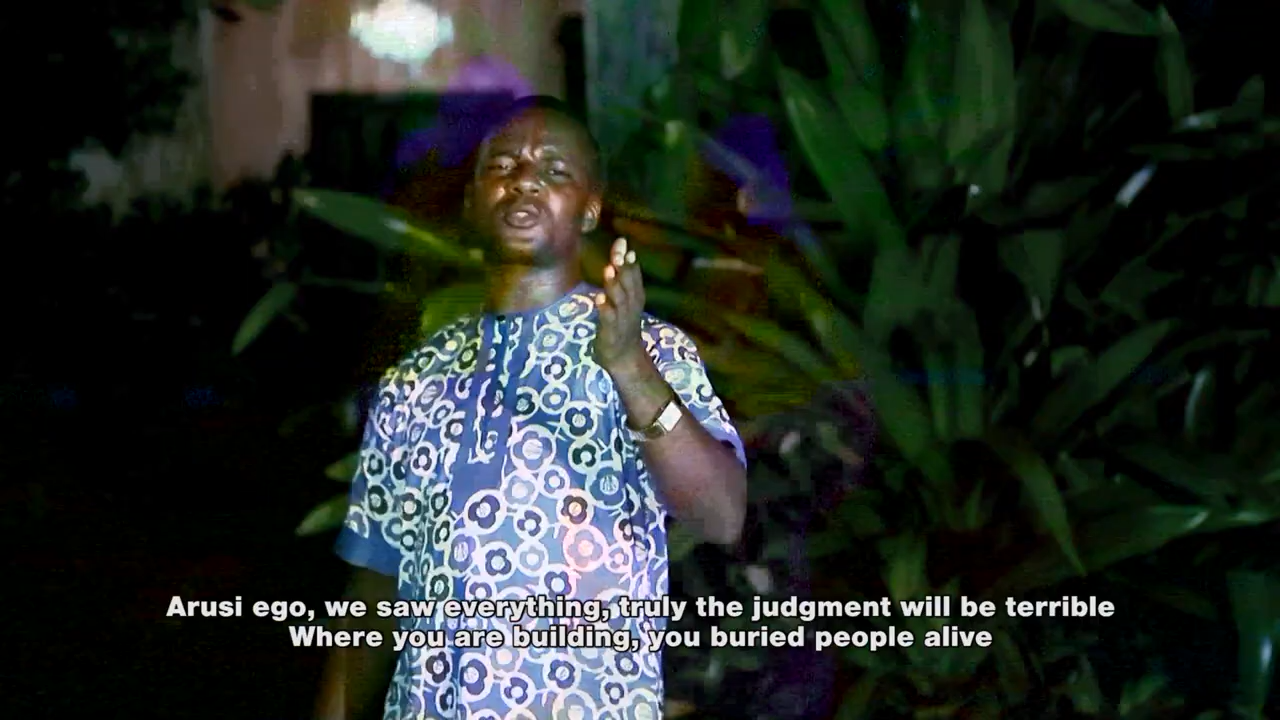 Arusi ego, we saw everything, truly the judgment will be terrible
Where you are building, you buried people alive